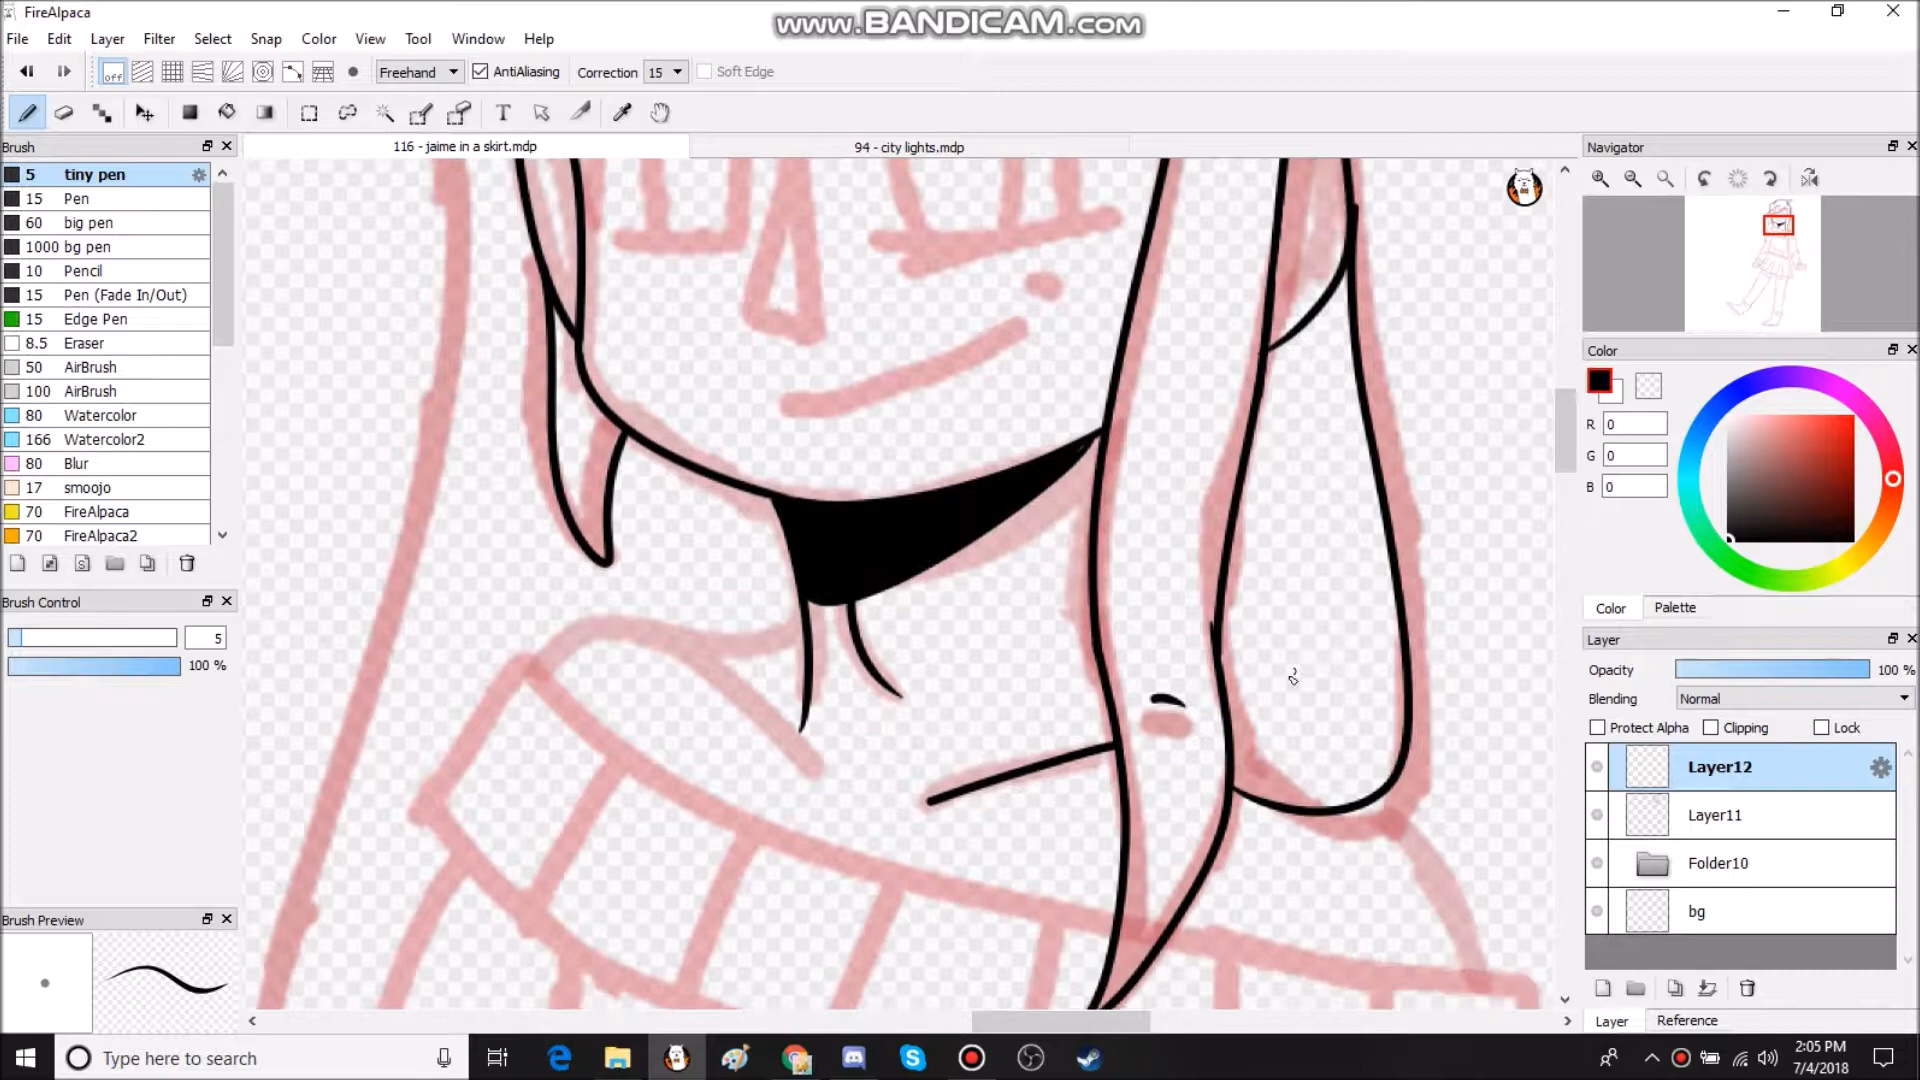 FireAlpaca
www.BANDICAM.com
File Edit Layer Filter Select Snap Color View Tool Window Help
off Freehand AntiAliasing Correction 15 Soft Edge
T
Brush
116 - jaime in a skirt.mdp
94 - city lights.mdp
Navigator
5 tiny pen
15 Pen
60 big pen
1000 bg pen
10 Pencil
15 Pen (Fade In/Out)
15 Edge Pen
8.5 Eraser
50 AirBrush
100 AirBrush
80 Watercolor
166 Watercolor2
80 Blur
17 smoojo
70 FireAlpaca
70 FireAlpaca2
Brush Control
5
100 %
Brush Preview
Color
R 0
G 0
B 0
Color Palette
Layer
Opacity 100 %
Blending Normal
Protect Alpha Clipping Lock
Layer12
Layer11
Folder10
bg
Layer Reference
Type here to search
2:05 PM
7/4/2018